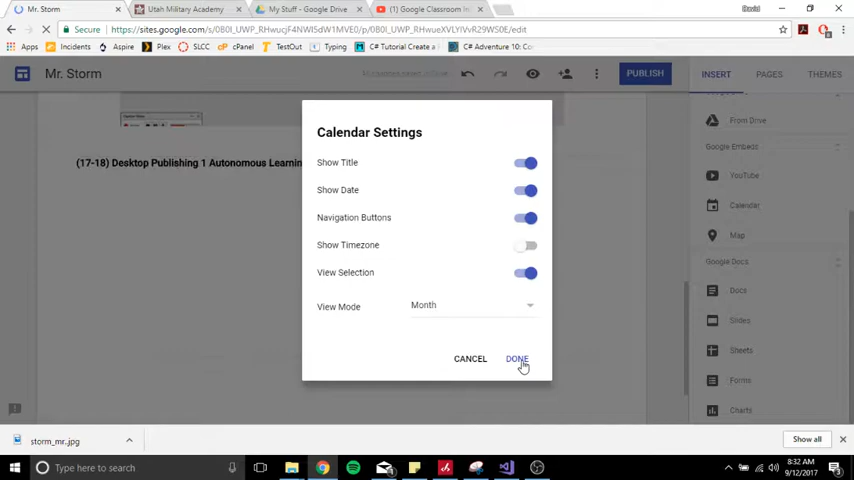 Mr. Storm
Utah Military Academy
My Stuff - Google Drive
(1) Google Classroom In
David
Secure
https://sites.google.com/
Apps
Incidents
Aspire
Plex
SLCC
cPanel
TestOut
Typing
C# Tutorial Create a F
C# Adventure 10: Co
Mr. Storm
PUBLISH
INSERT
PAGES
THEMES
From Drive
Google Embeds
YouTube
Calendar
Map
Google Docs
Docs
Slides
Sheets
Forms
Charts
(17-18) Desktop Publishing 1 Autonomous Learnin
Calendar Settings
Show Title
Show Date
Navigation Buttons
Show Timezone
View Selection
View Mode
Month
CANCEL
DONE
storm_mr.jpg
Show all
Type here to search
8:32 AM
9/12/2017